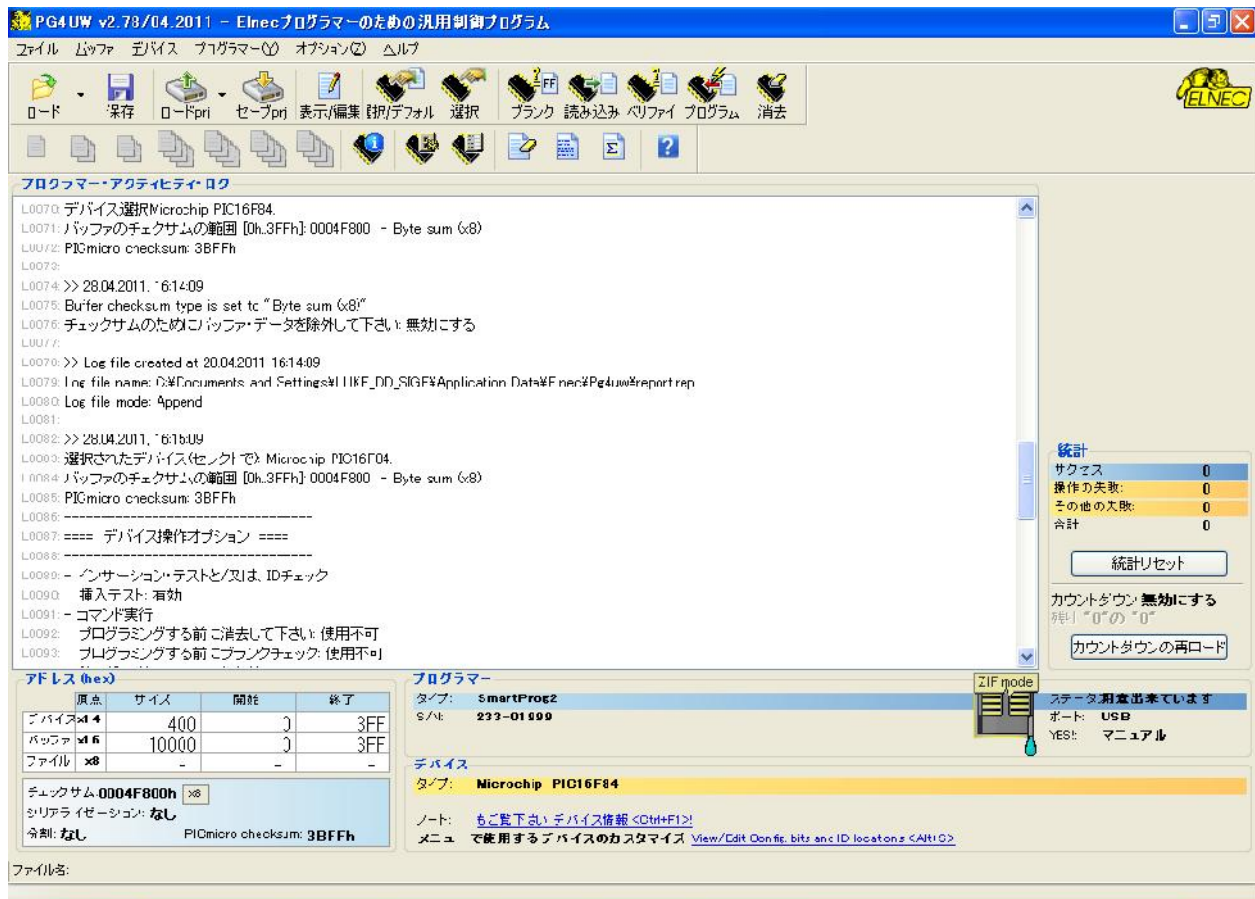 PG4UW v2.78/04.2011 - Elnecプログラマーのための汎用制御プログラム
ファイル バッファ デバイス プログラマー(Y) オプション(Z) ヘルプ
ロード 保存 ロードprj セーブprj 表示/編集 選択 ブランク 読み込み ベリファイ プログラム 消去
ELNEC
プログラマー・アクティビティ・ログ
L0070: デバイス選択Microchip PIC16F84.
L0071: バッファのチェクサムの範囲 [0h..3FFh]: 0004F800 - Byte sum (x8)
L0072: PICmicro checksum: 3BFFh
L0073:
L0074: >> 28.04.2011, 16:14:09
L0075: Buffer checksum type is set to "Byte sum (x8)"
L0076: チェックサムのためにバッファ・データを除外して下さい: 無効にする
L0077:
L0078: >> Log file created at 28.04.2011 16:14:09
L0079: Log file name: C:¥Documents and Settings¥ ¥Application Data¥Elnec¥Pg4uw¥report.rep
L0080: Log file mode: Append
L0081:
L0082: >> 28.04.2011, 16:15:09
L0083: 選択されたデバイス(セレクトで): Microchip PIC16F84.
L0084: バッファのチェクサムの範囲 [0h..3FFh]: 0004F800 - Byte sum (x8)
L0085: PICmicro checksum: 3BFFh
L0086: -----------------------------------
L0087: ==== デバイス操作オプション ====
L0088: -----------------------------------
L0089: - インサーション・テストと/又は、IDチェック
L0090: 挿入テスト: 有効
L0091: - コマンド実行
L0092: プログラミングする前に消去して下さい: 使用不可
L0093: プログラミングする前にブランクチェック: 使用不可
統計
サクセス 0
操作の失敗: 0
その他の失敗: 0
合計 0
統計リセット
カウントダウン: 無効にする
残り "0"の "0"
カウントダウンの再ロード
アドレス (hex)
原点 サイズ 開始 終了
デバイス x14 400 0 3FF
バッファ x16 10000 0 3FF
ファイル x8 - - -
チェックサム: 0004F800h x8
シリアライゼーション: なし
分割: なし PICmicro checksum: 3BFFh
プログラマー
タイプ: SmartProg2
S/N: 233-01999
ZIF mode
ステータ 用意出来ています
ポート: USB
YES!: マニュアル
デバイス
タイプ: Microchip PIC16F84
ノート: もご覧下さい デバイス情報 <Ctrl+F1>!
メニュ で使用するデバイスのカスタマイズ View/Edit Config. bits and ID locations <Alt+C>
ファイル名: